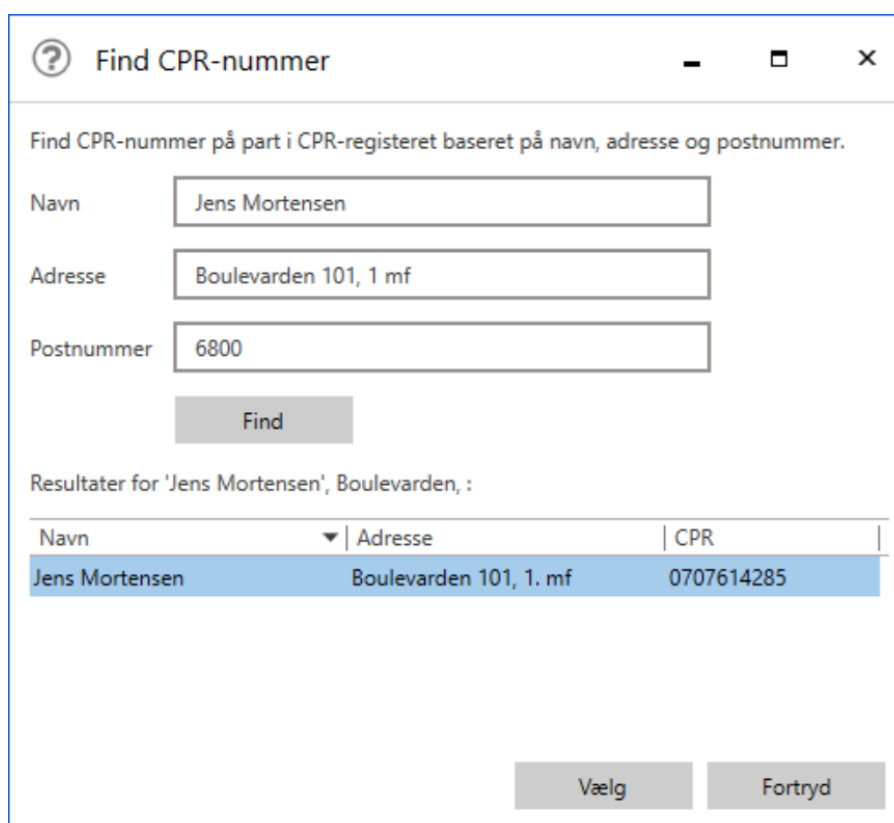 Find CPR-nummer
Find CPR-nummer på part i CPR-registeret baseret på navn, adresse og postnummer.
Navn Jens Mortensen
Adresse Boulevarden 101, 1 mf
Postnummer 6800
Find
Resultater for 'Jens Mortensen', Boulevarden, :
Navn Adresse CPR
Jens Mortensen Boulevarden 101, 1. mf 0707614285
Vælg Fortryd